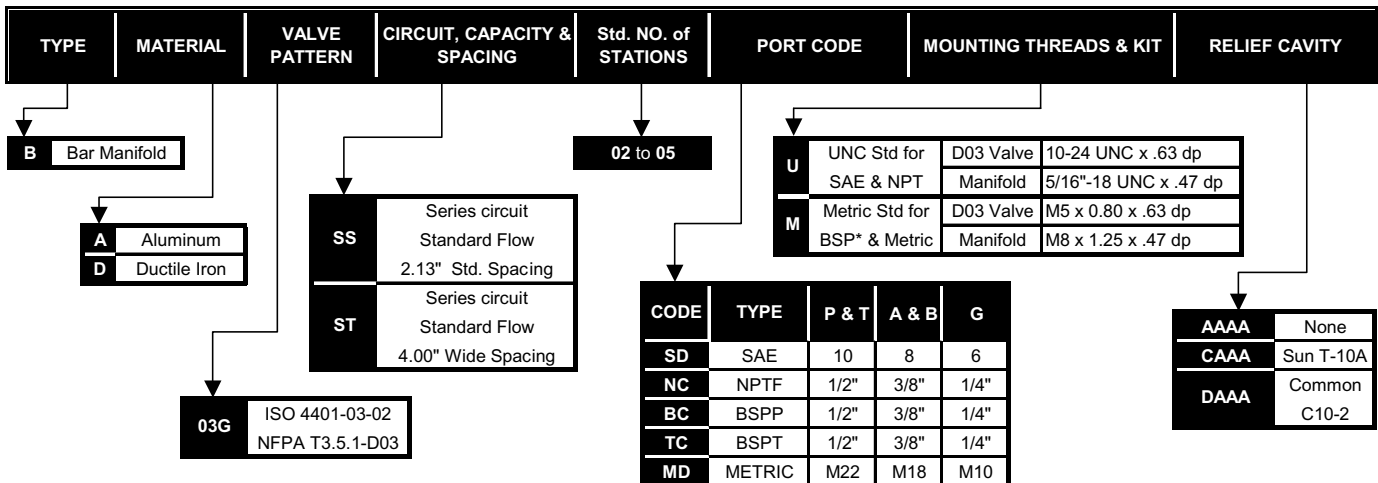 TYPE
MATERIAL
VALVE PATTERN
CIRCUIT, CAPACITY & SPACING
Std. NO. of STATIONS
PORT CODE
MOUNTING THREADS & KIT
RELIEF CAVITY
B Bar Manifold
A Aluminum
D Ductile Iron
03G
ISO 4401-03-02
NFPA T3.5.1-D03
SS
Series circuit
Standard Flow
2.13" Std. Spacing
ST
Series circuit
Standard Flow
4.00" Wide Spacing
02 to 05
CODE TYPE P & T A & B G
SD SAE 10 8 6
NC NPTF 1/2" 3/8" 1/4"
BC BSPP 1/2" 3/8" 1/4"
TC BSPT 1/2" 3/8" 1/4"
MD METRIC M22 M18 M10
U
UNC Std for D03 Valve 10-24 UNC x .63 dp
SAE & NPT Manifold 5/16"-18 UNC x .47 dp
M
Metric Std for D03 Valve M5 x 0.80 x .63 dp
BSP* & Metric Manifold M8 x 1.25 x .47 dp
AAAA None
CAAA Sun T-10A
DAAA
Common
C10-2